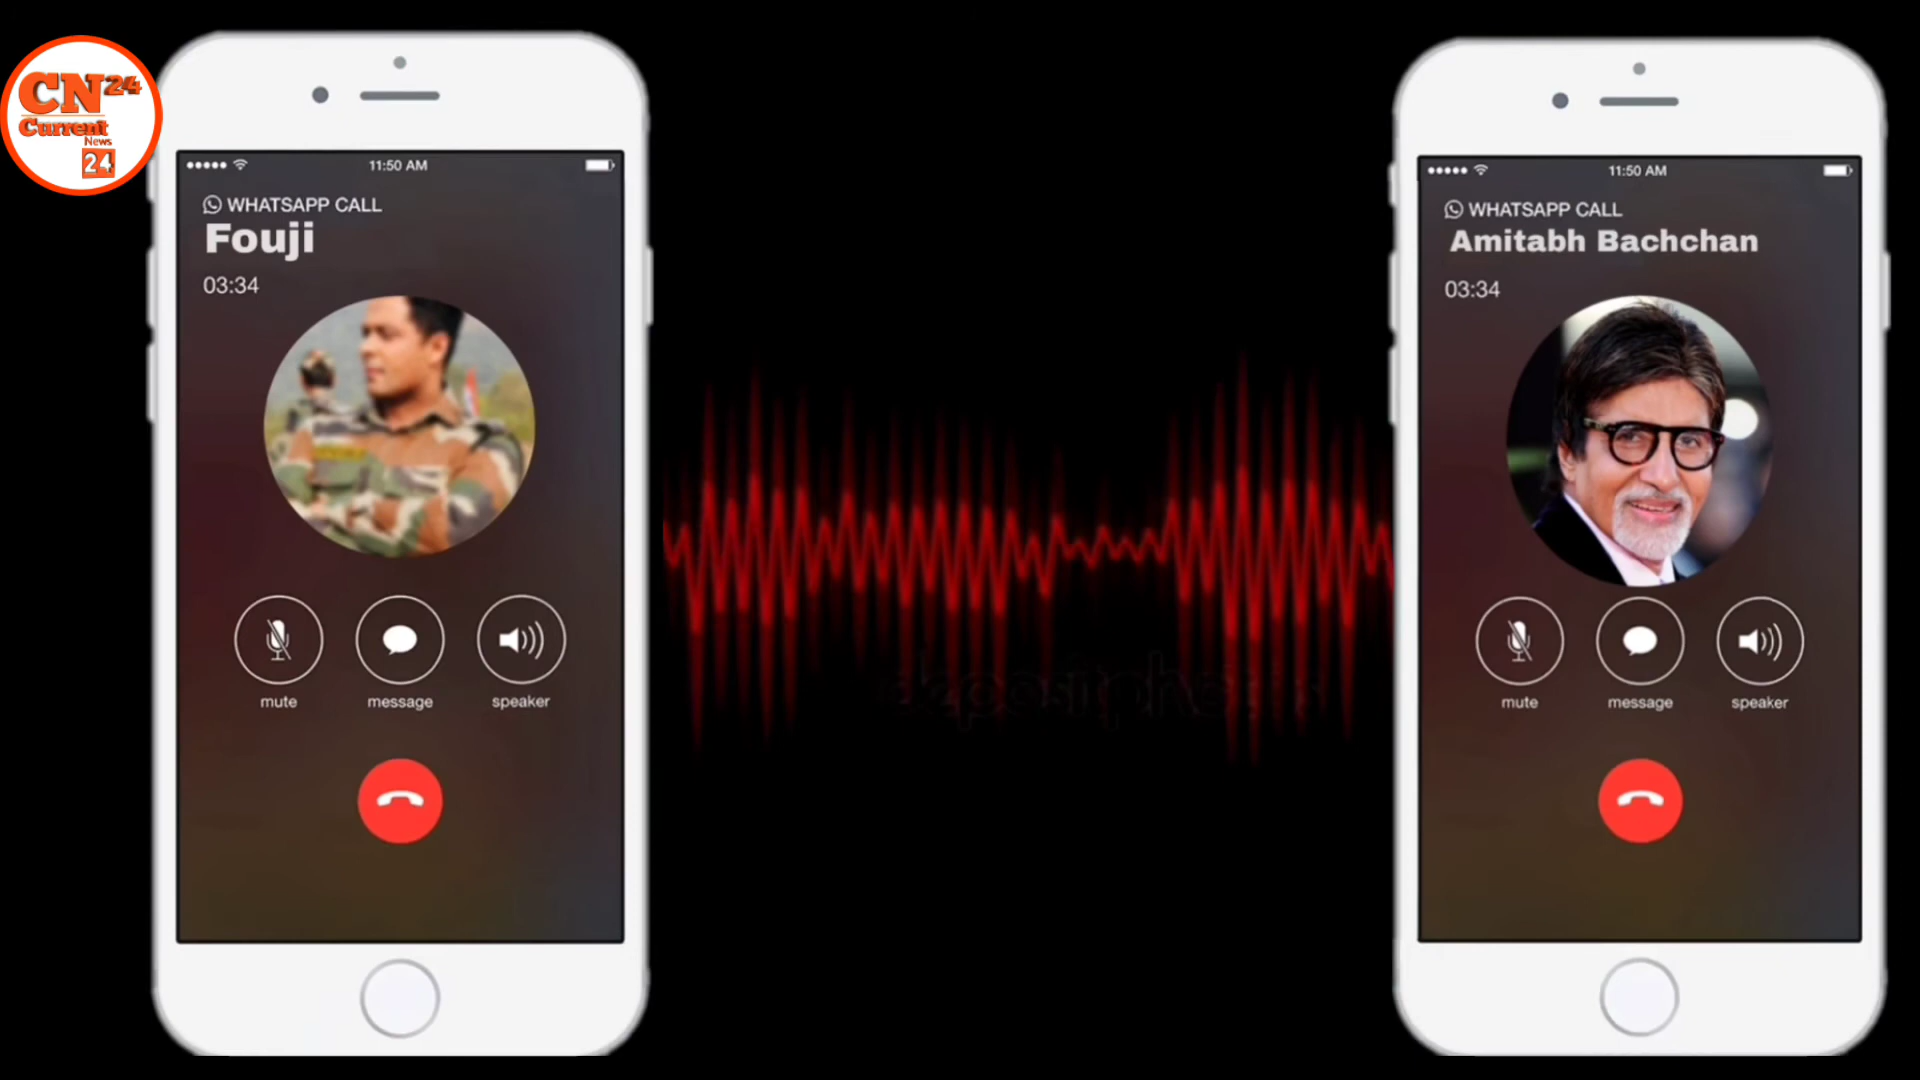 CN24
Current
News
24
11:50 AM
WHATSAPP CALL
Fouji
03:34
mute
message
speaker
depositphotos
11:50 AM
WHATSAPP CALL
Amitabh Bachchan
03:34
mute
message
speaker